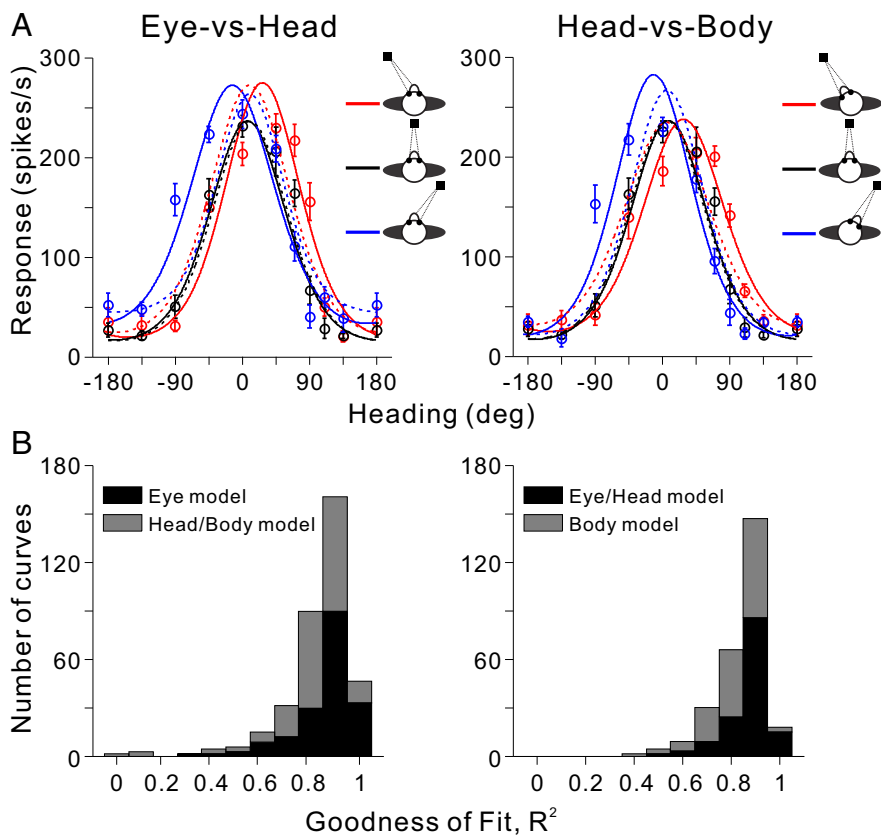 A
Eye-vs-Head
Head-vs-Body
Response (spikes/s)
300
200
100
0
-180 -90 0 90 180
300
200
100
0
-180 -90 0 90 180
Heading (deg)
B
Number of curves
180
120
60
0
Eye model
Head/Body model
0 0.2 0.4 0.6 0.8 1
180
120
60
0
Eye/Head model
Body model
0 0.2 0.4 0.6 0.8 1
Goodness of Fit, R²